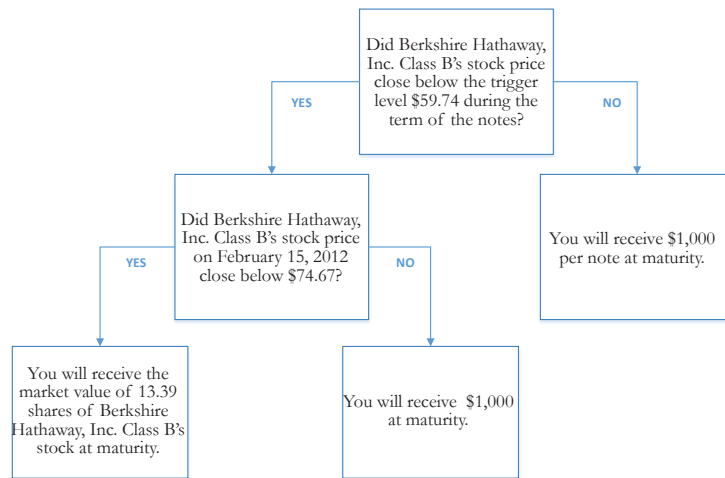 Did Berkshire Hathaway,
Inc. Class B's stock price
close below the trigger
level $59.74 during the
term of the notes?
YES
NO
Did Berkshire Hathaway,
Inc. Class B's stock price
on February 15, 2012
close below $74.67?
You will receive $1,000
per note at maturity.
YES
NO
You will receive the
market value of 13.39
shares of Berkshire
Hathaway, Inc. Class B's
stock at maturity.
You will receive $1,000
at maturity.